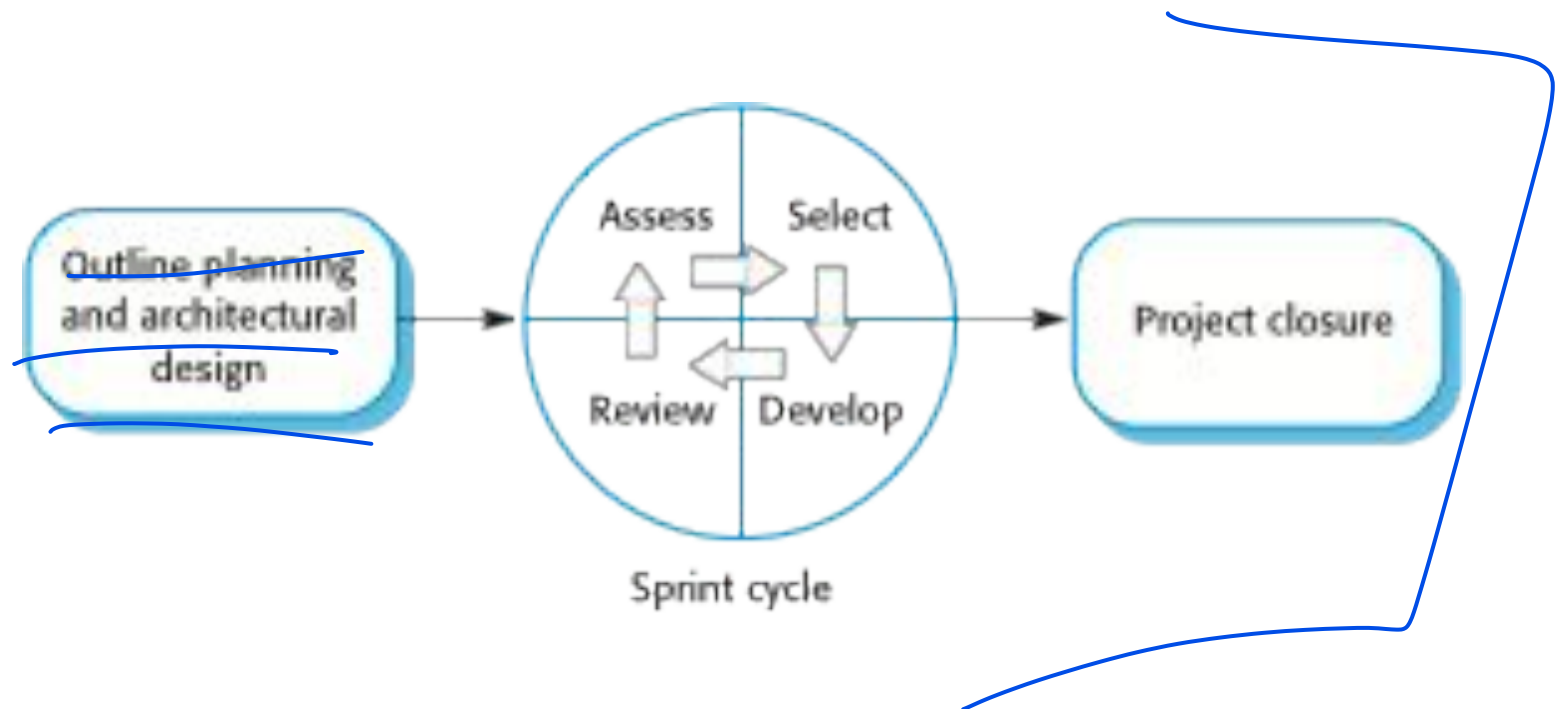 Outline planning
and architectural
design
Assess
Select
Review
Develop
Sprint cycle
Project closure